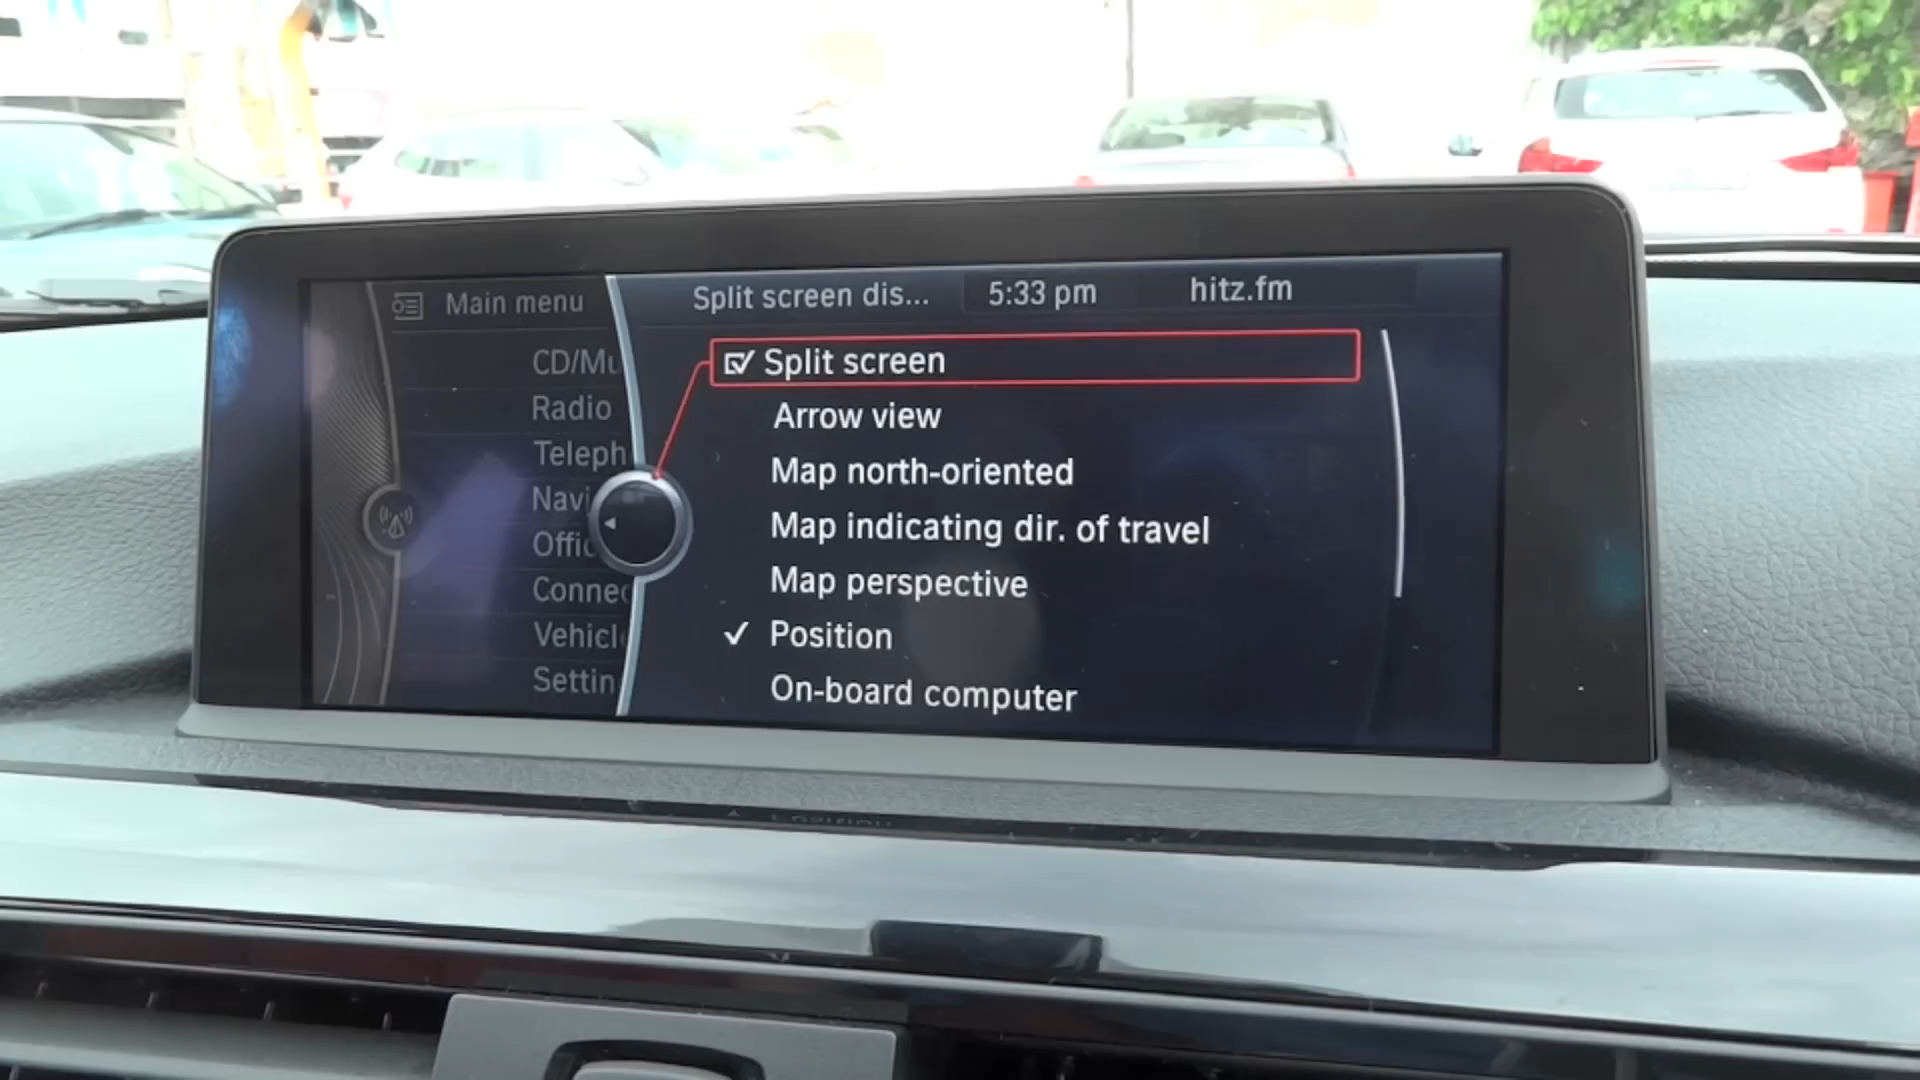 Main menu
CD/Mu
Radio
Teleph
Navi
Offic
Connec
Vehicl
Settin
Split screen dis... 5:33 pm hitz.fm
Split screen
Arrow view
Map north-oriented
Map indicating dir. of travel
Map perspective
Position
On-board computer